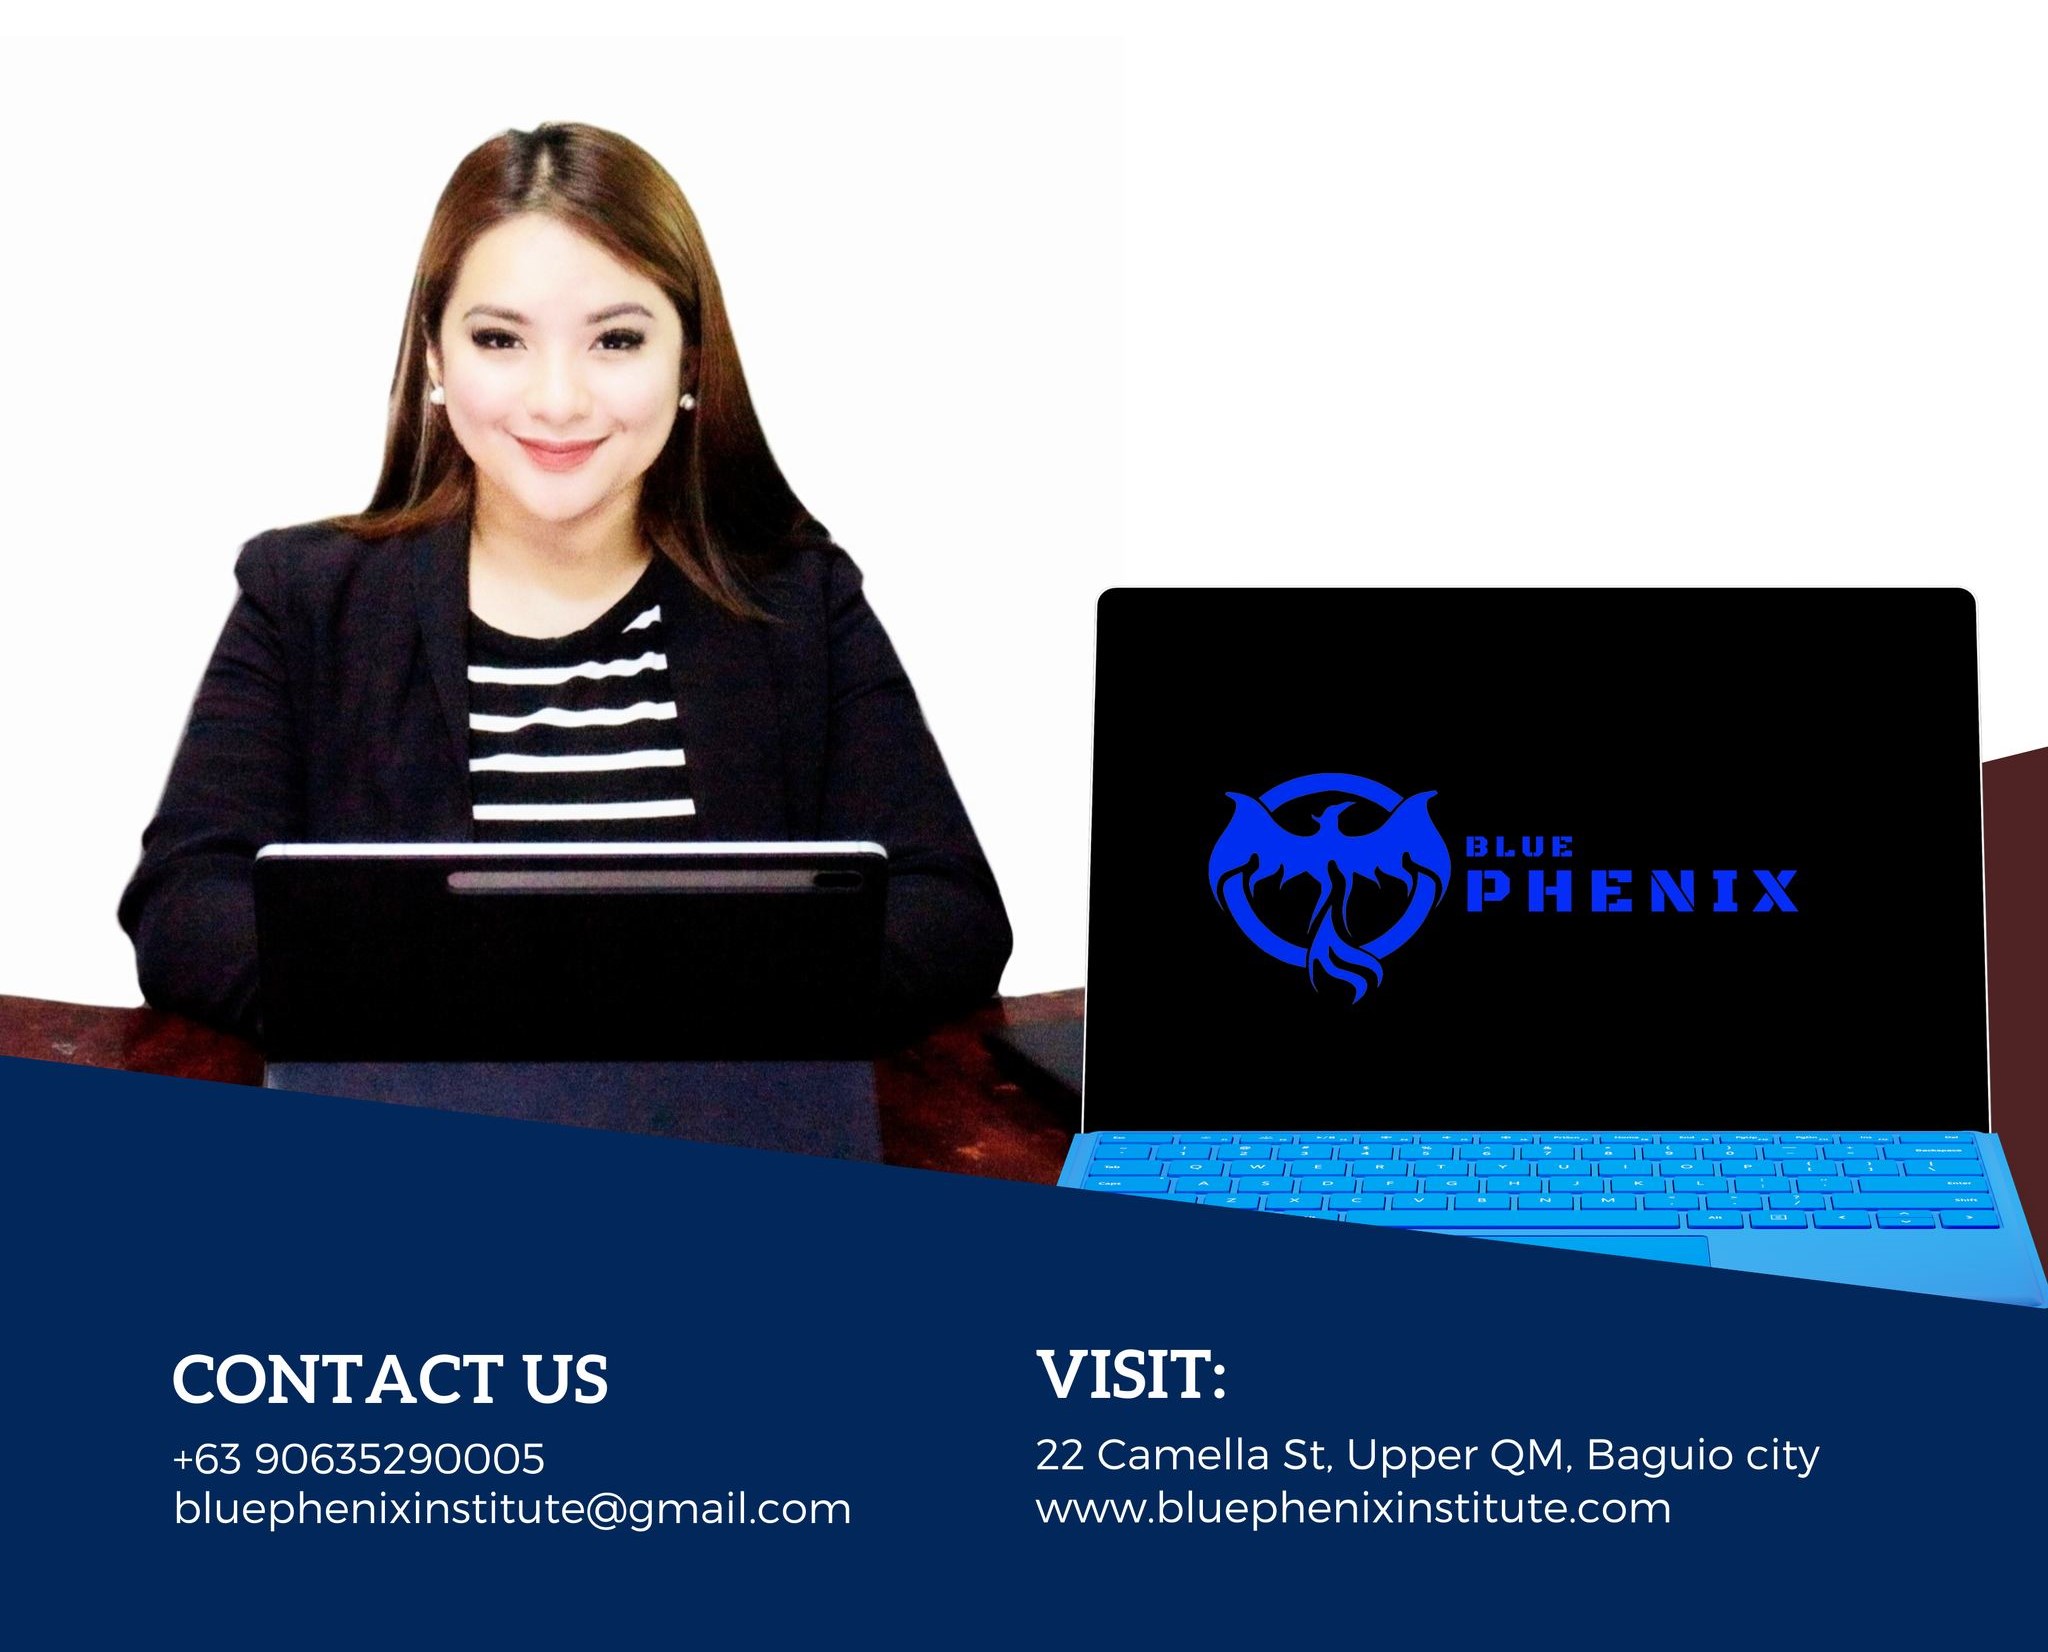 BLUE
PHENIX
CONTACT US
+63 90635290005
bluephenixinstitute@gmail.com
VISIT:
22 Camella St, Upper QM, Baguio city
www.bluephenixinstitute.com